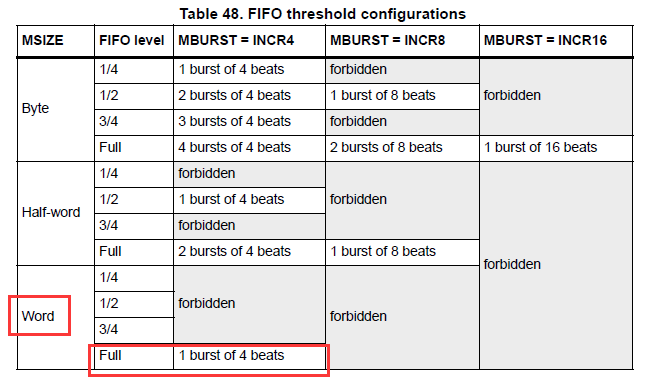 Table 48. FIFO threshold configurations
MSIZE FIFO level MBURST = INCR4 MBURST = INCR8 MBURST = INCR16
Byte
1/4 1 burst of 4 beats forbidden
1/2 2 bursts of 4 beats 1 burst of 8 beats
forbidden
3/4 3 bursts of 4 beats forbidden
Full 4 bursts of 4 beats 2 bursts of 8 beats 1 burst of 16 beats
Half-word
1/4 forbidden
1/2 1 burst of 4 beats
forbidden
3/4 forbidden
Full 2 bursts of 4 beats 1 burst of 8 beats
forbidden
Word
1/4
1/2 forbidden
forbidden
3/4
Full 1 burst of 4 beats